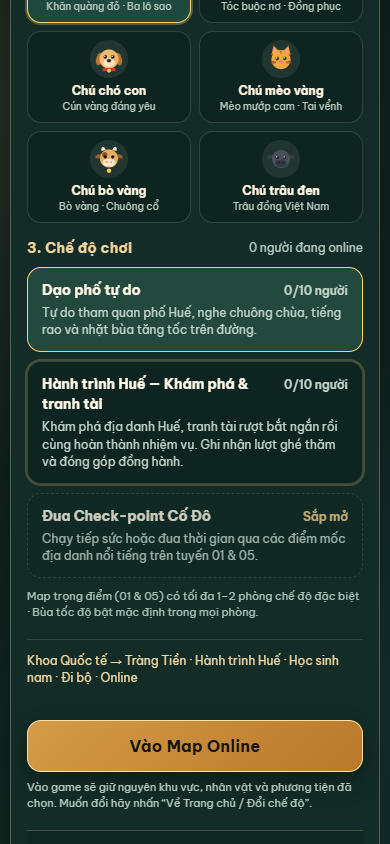 Khăn quàng đỏ · Ba lô sao
Tóc buộc nơ · Đồng phục
Chú chó con
Cún vàng đáng yêu
Chú mèo vàng
Mèo mướp cam · Tai vểnh
Chú bò vàng
Bò vàng · Chuông cổ
Chú trâu đen
Trâu đồng Việt Nam
3. Chế độ chơi
0 người đang online
Dạo phố tự do
0/10 người
Tự do tham quan phố Huế, nghe chuông chùa, tiếng
rao và nhặt bùa tăng tốc trên đường.
Hành trình Huế — Khám phá &
tranh tài
0/10 người
Khám phá địa danh Huế, tranh tài rượt bắt ngắn rồi
cùng hoàn thành nhiệm vụ. Ghi nhận lượt ghé thăm
và đóng góp đồng hành.
Đua Check-point Cố Đô
Sắp mở
Chạy tiếp sức hoặc đua thời gian qua các điểm mốc
địa danh nổi tiếng trên tuyến 01 & 05.
Map trọng điểm (01 & 05) có tối đa 1–2 phòng chế độ đặc biệt
· Bùa tốc độ bật mặc định trong mọi phòng.
Khoa Quốc tế → Tràng Tiền · Hành trình Huế · Học sinh
nam · Đi bộ · Online
Vào Map Online
Vào game sẽ giữ nguyên khu vực, nhân vật và phương tiện đã
chọn. Muốn đổi hãy nhấn “Về Trang chủ / Đổi chế độ”.